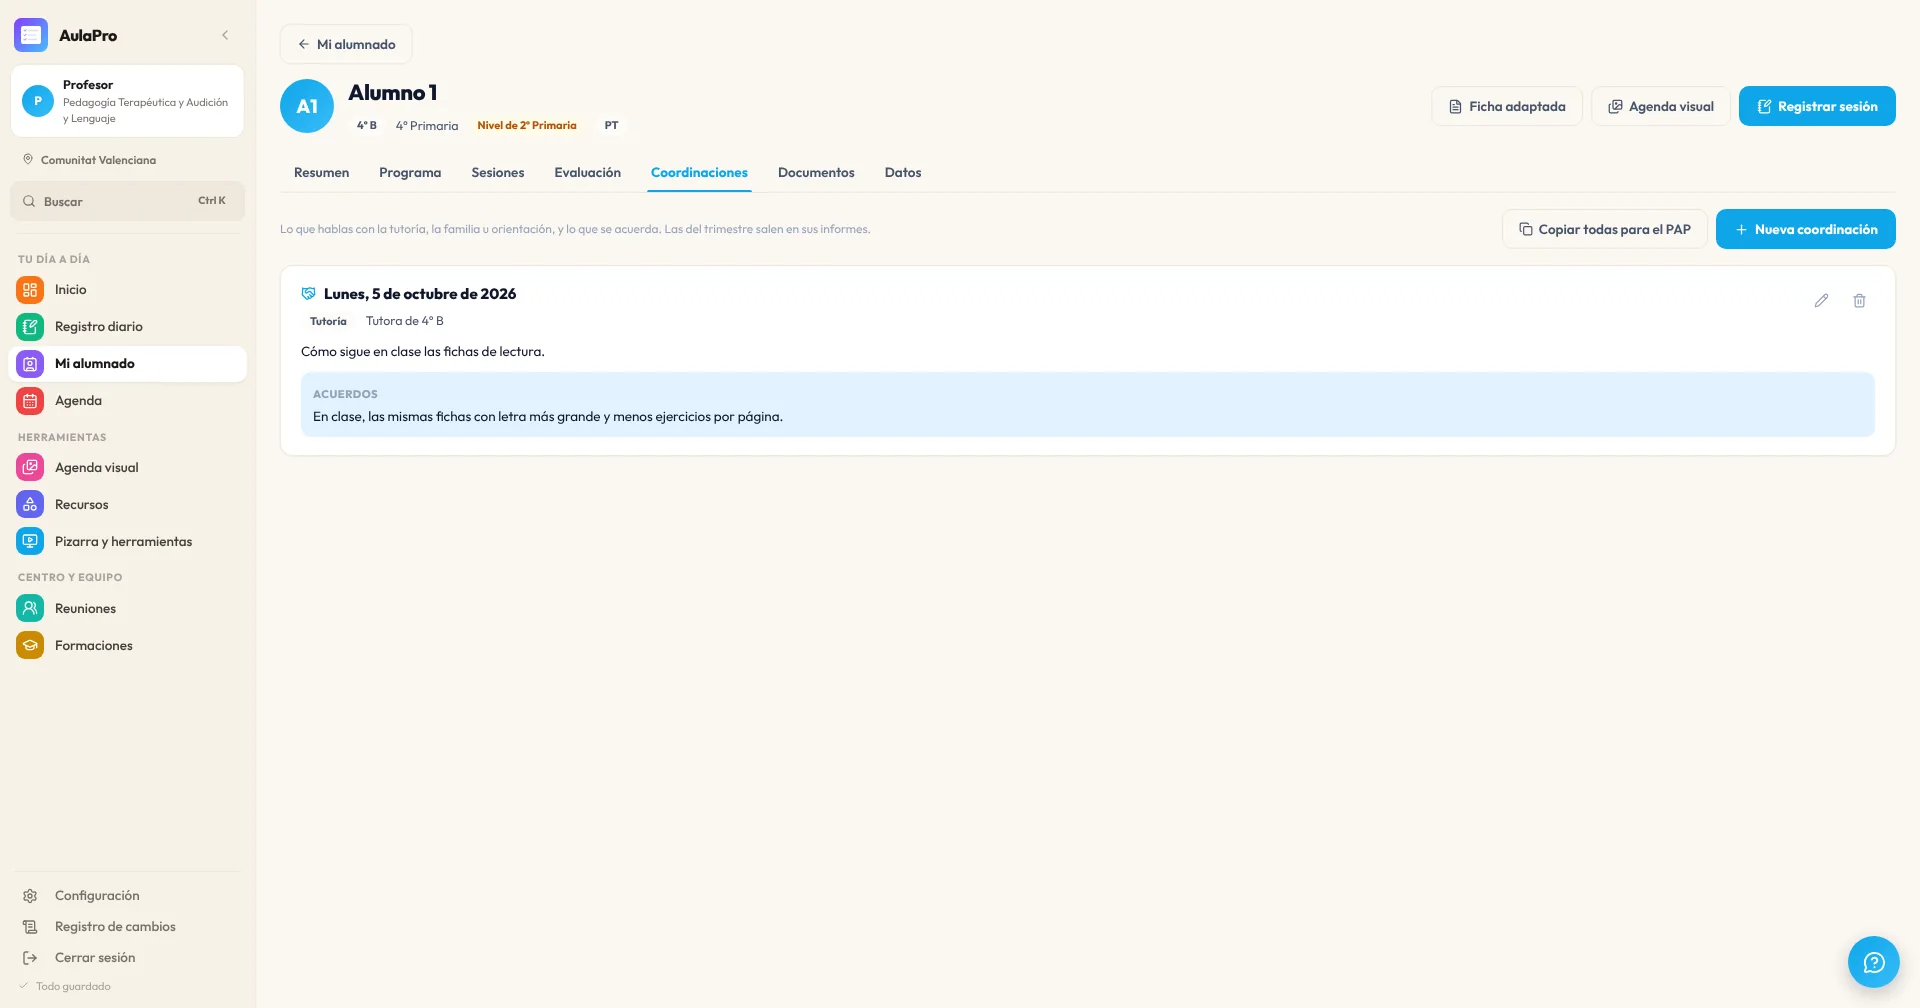 AulaPro
P
Profesor
Pedagogía Terapéutica y Audición
y Lenguaje
Comunitat Valenciana
Buscar
Ctrl K
TU DÍA A DÍA
Inicio
Registro diario
Mi alumnado
Agenda
HERRAMIENTAS
Agenda visual
Recursos
Pizarra y herramientas
CENTRO Y EQUIPO
Reuniones
Formaciones
Configuración
Registro de cambios
Cerrar sesión
Todo guardado
Mi alumnado
A1
Alumno 1
4º B 4º Primaria Nivel de 2º Primaria PT
Ficha adaptada
Agenda visual
Registrar sesión
Resumen Programa Sesiones Evaluación Coordinaciones Documentos Datos
Lo que hablas con la tutoría, la familia u orientación, y lo que se acuerda. Las del trimestre salen en sus informes.
Copiar todas para el PAP
Nueva coordinación
Lunes, 5 de octubre de 2026
Tutoría Tutora de 4º B
Cómo sigue en clase las fichas de lectura.
ACUERDOS
En clase, las mismas fichas con letra más grande y menos ejercicios por página.